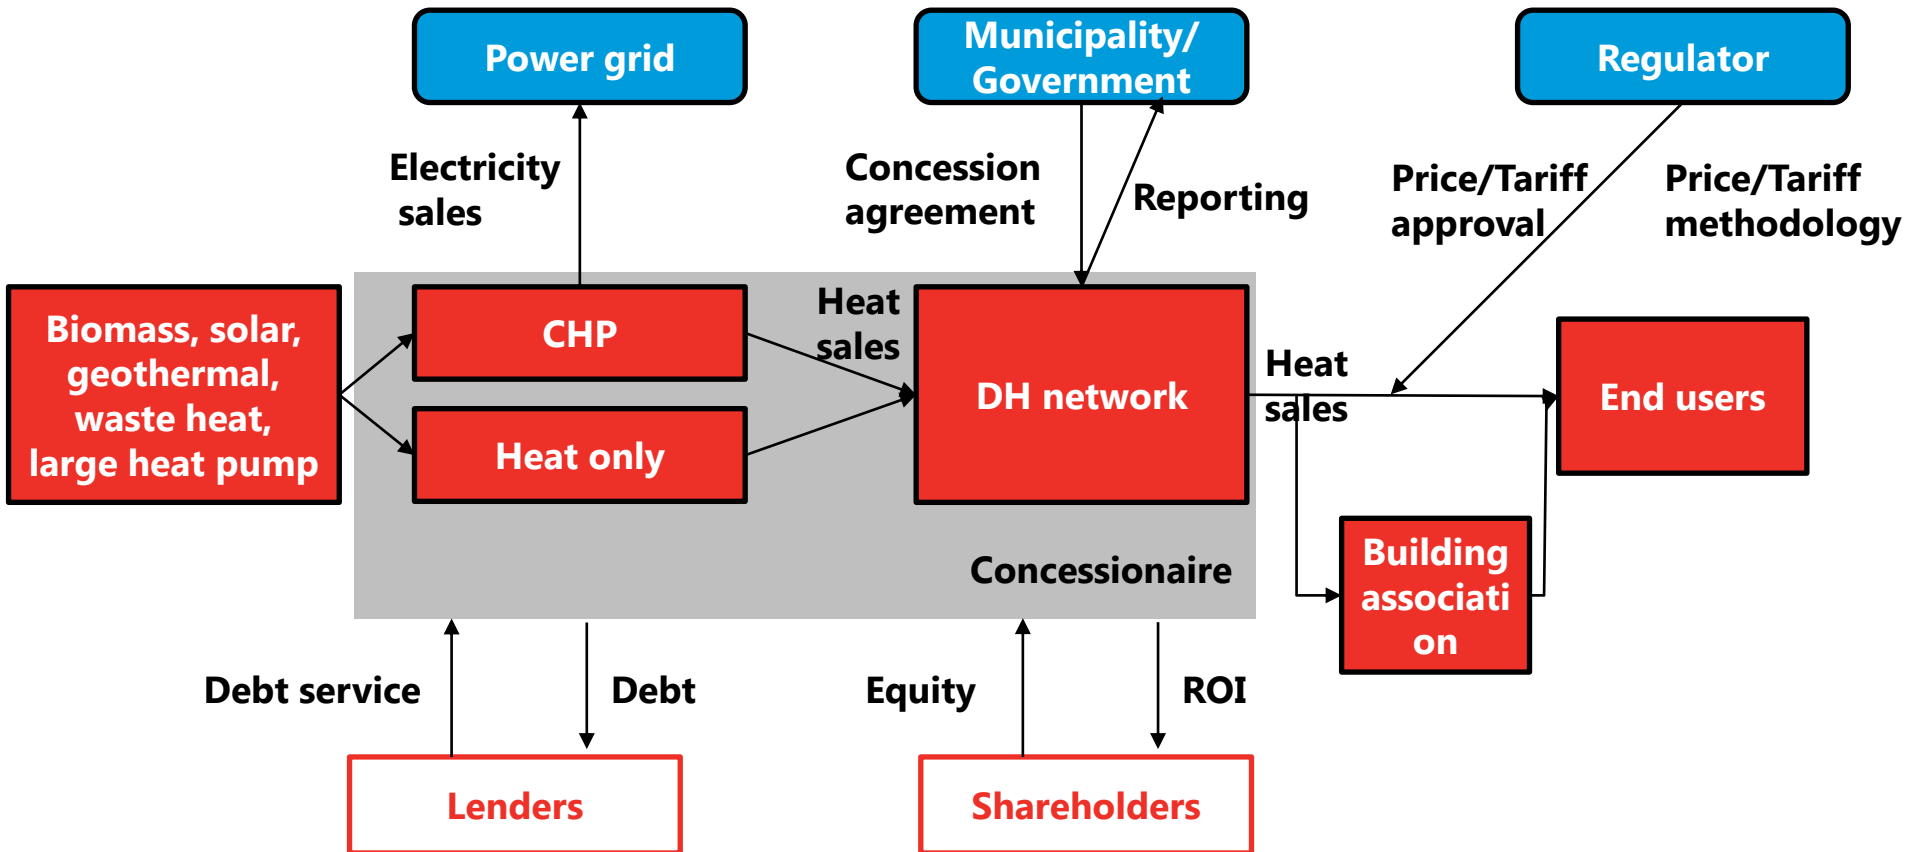 Power grid
Municipality/
Government
Regulator
Electricity
sales
Concession
agreement
Reporting
Price/Tariff
approval
Price/Tariff
methodology
Biomass, solar,
geothermal,
waste heat,
large heat pump
CHP
Heat only
Heat
sales
DH network
Heat
sales
End users
Building
associati
on
Concessionaire
Debt service
Debt
Equity
ROI
Lenders
Shareholders